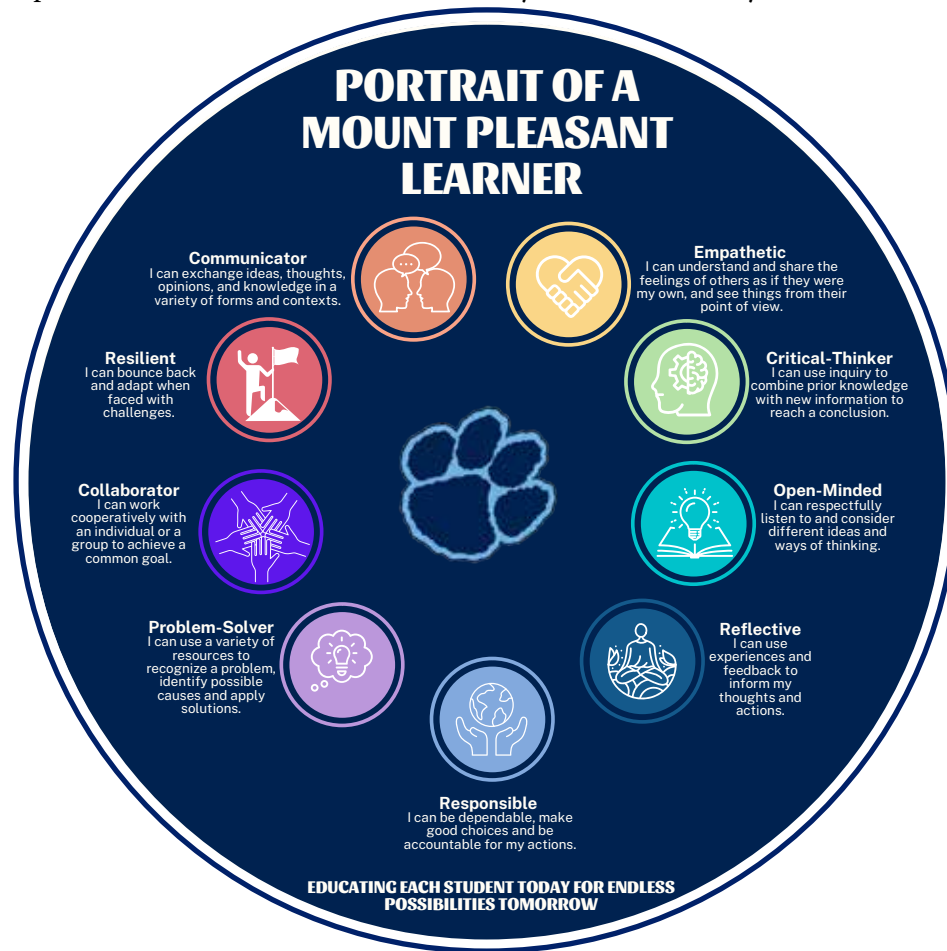 PORTRAIT OF A
MOUNT PLEASANT
LEARNER
Communicator
I can exchange ideas, thoughts,
opinions, and knowledge in a
variety of forms and contexts.
Empathetic
I can understand and share the
feelings of others as if they were
my own, and see things from their
point of view.
Resilient
I can bounce back
and adapt when
faced with
challenges.
Critical-Thinker
I can use inquiry to
combine prior knowledge
with new information to
reach a conclusion.
Collaborator
I can work
cooperatively with
an individual or a
group to achieve a
common goal.
Open-Minded
I can respectfully
listen to and consider
different ideas and
ways of thinking.
Problem-Solver
I can use a variety of
resources to
recognize a problem,
identify possible
causes and apply
solutions.
Reflective
I can use
experiences and
feedback to
inform my
thoughts and
actions.
Responsible
I can be dependable, make
good choices and be
accountable for my actions.
EDUCATING EACH STUDENT TODAY FOR ENDLESS
POSSIBILITIES TOMORROW